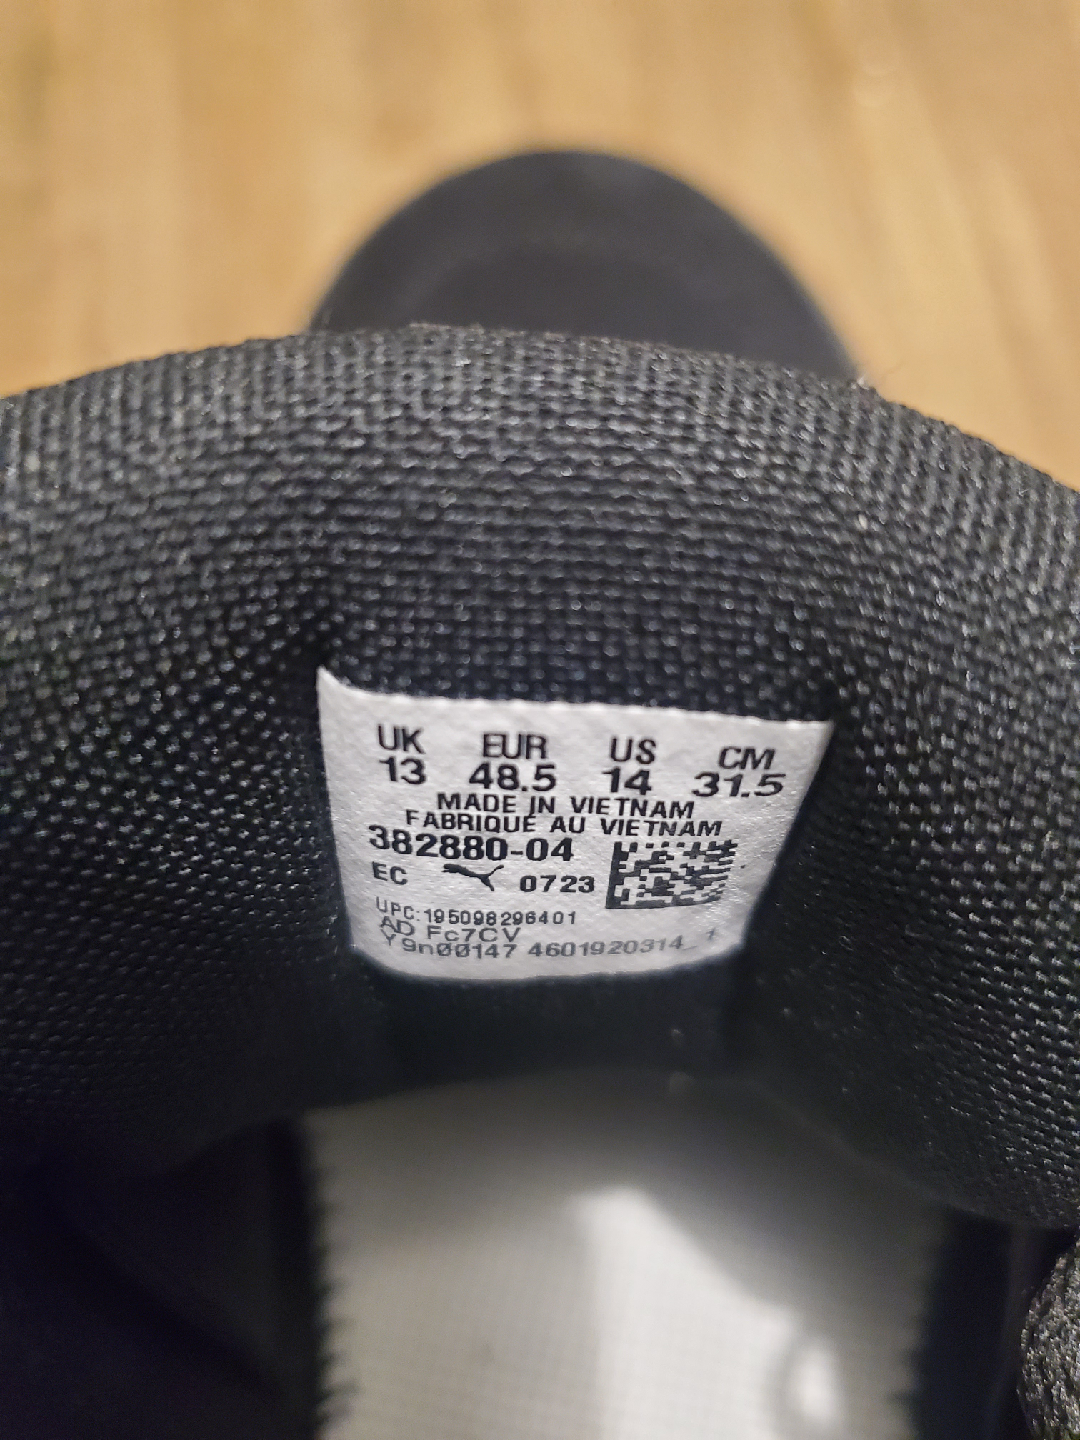 UK EUR US CM
13 48.5 14 31.5
MADE IN VIETNAM
FABRIQUÉ AU VIETNAM
382880-04
EC 0723
UPC:195098296401
AD Fc7CV
Y9n00147 4601920314_1